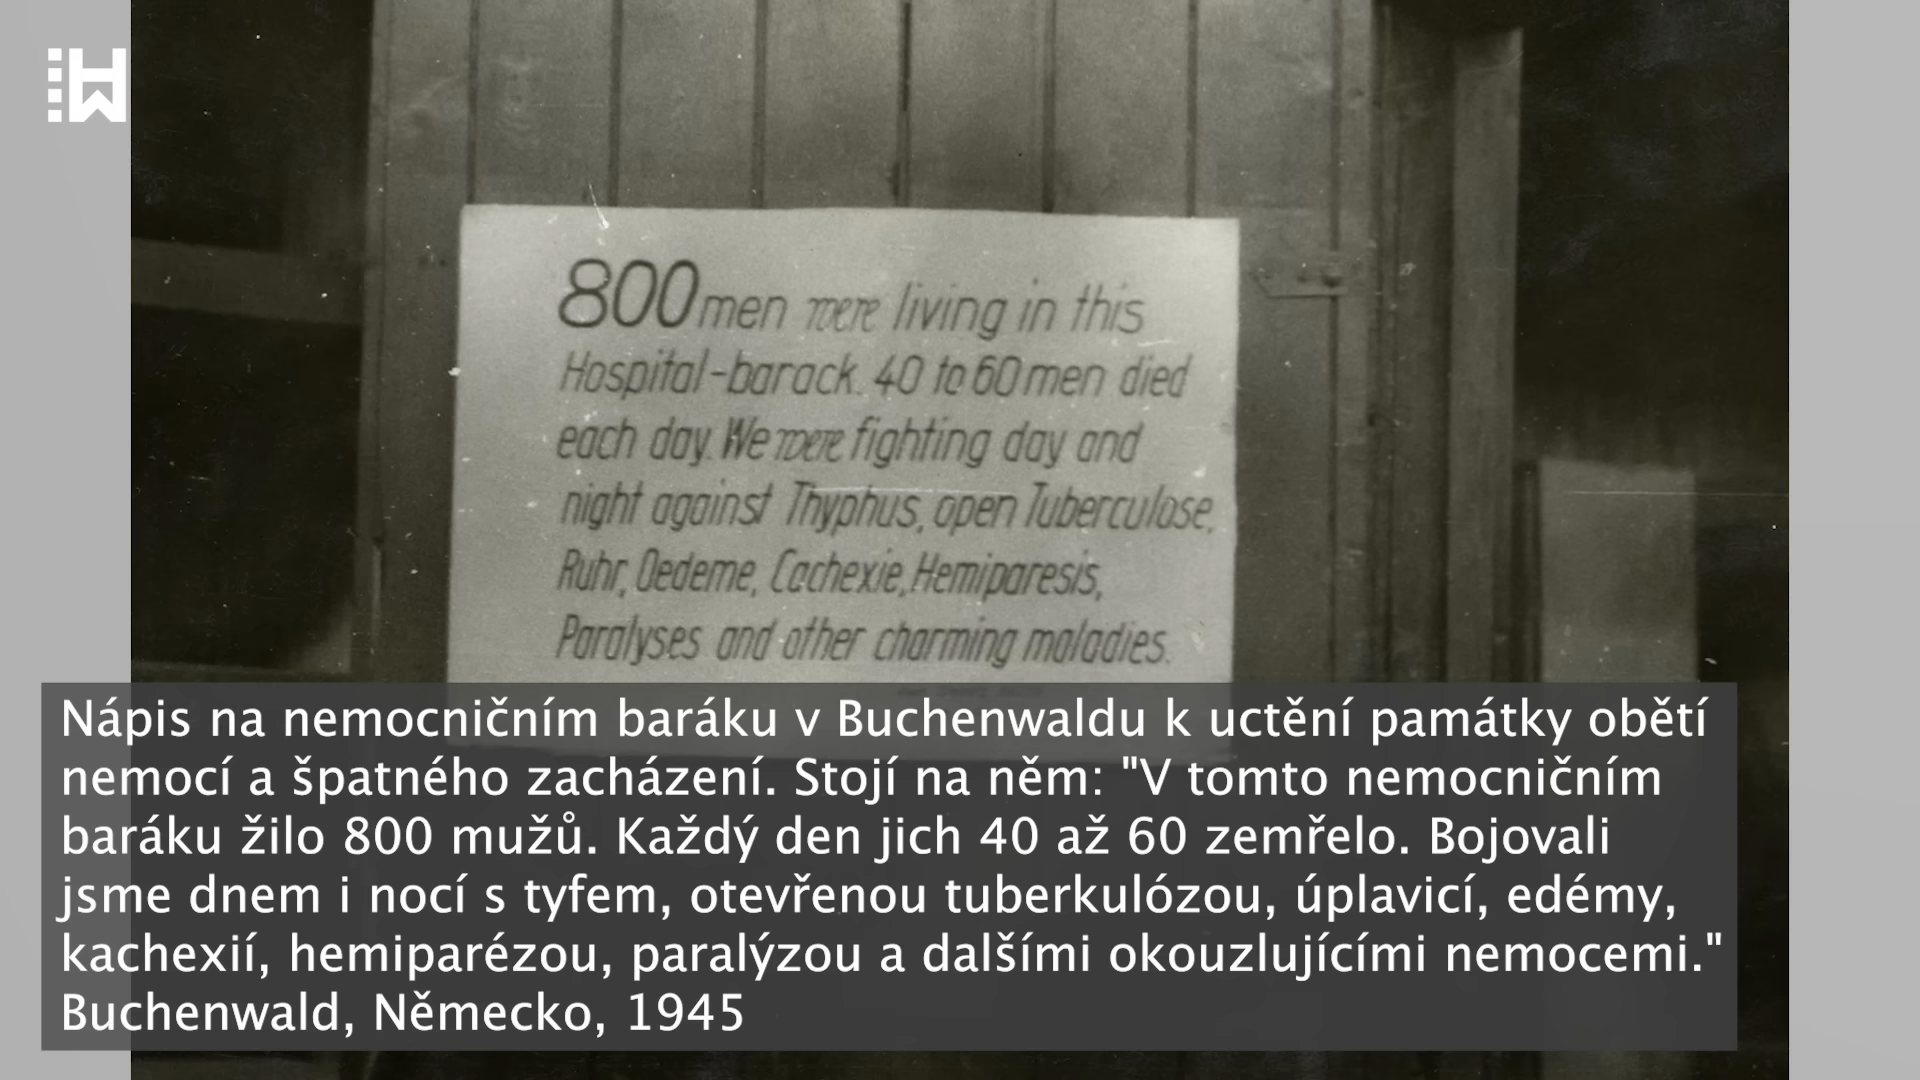 800 men were living in this
Hospital-barack. 40 to 60 men died
each day. We were fighting day and
night against Thyphus, open Tuberculose,
Ruhr, Oedeme, Cachexie, Hemiparesis,
Paralyses and other charming maladies.
Nápis na nemocničním baráku v Buchenwaldu k uctění památky obětí
nemocí a špatného zacházení. Stojí na něm: "V tomto nemocničním
baráku žilo 800 mužů. Každý den jich 40 až 60 zemřelo. Bojovali
jsme dnem i nocí s tyfem, otevřenou tuberkulózou, úplavicí, edémy,
kachexií, hemiparézou, paralýzou a dalšími okouzlujícími nemocemi."
Buchenwald, Německo, 1945